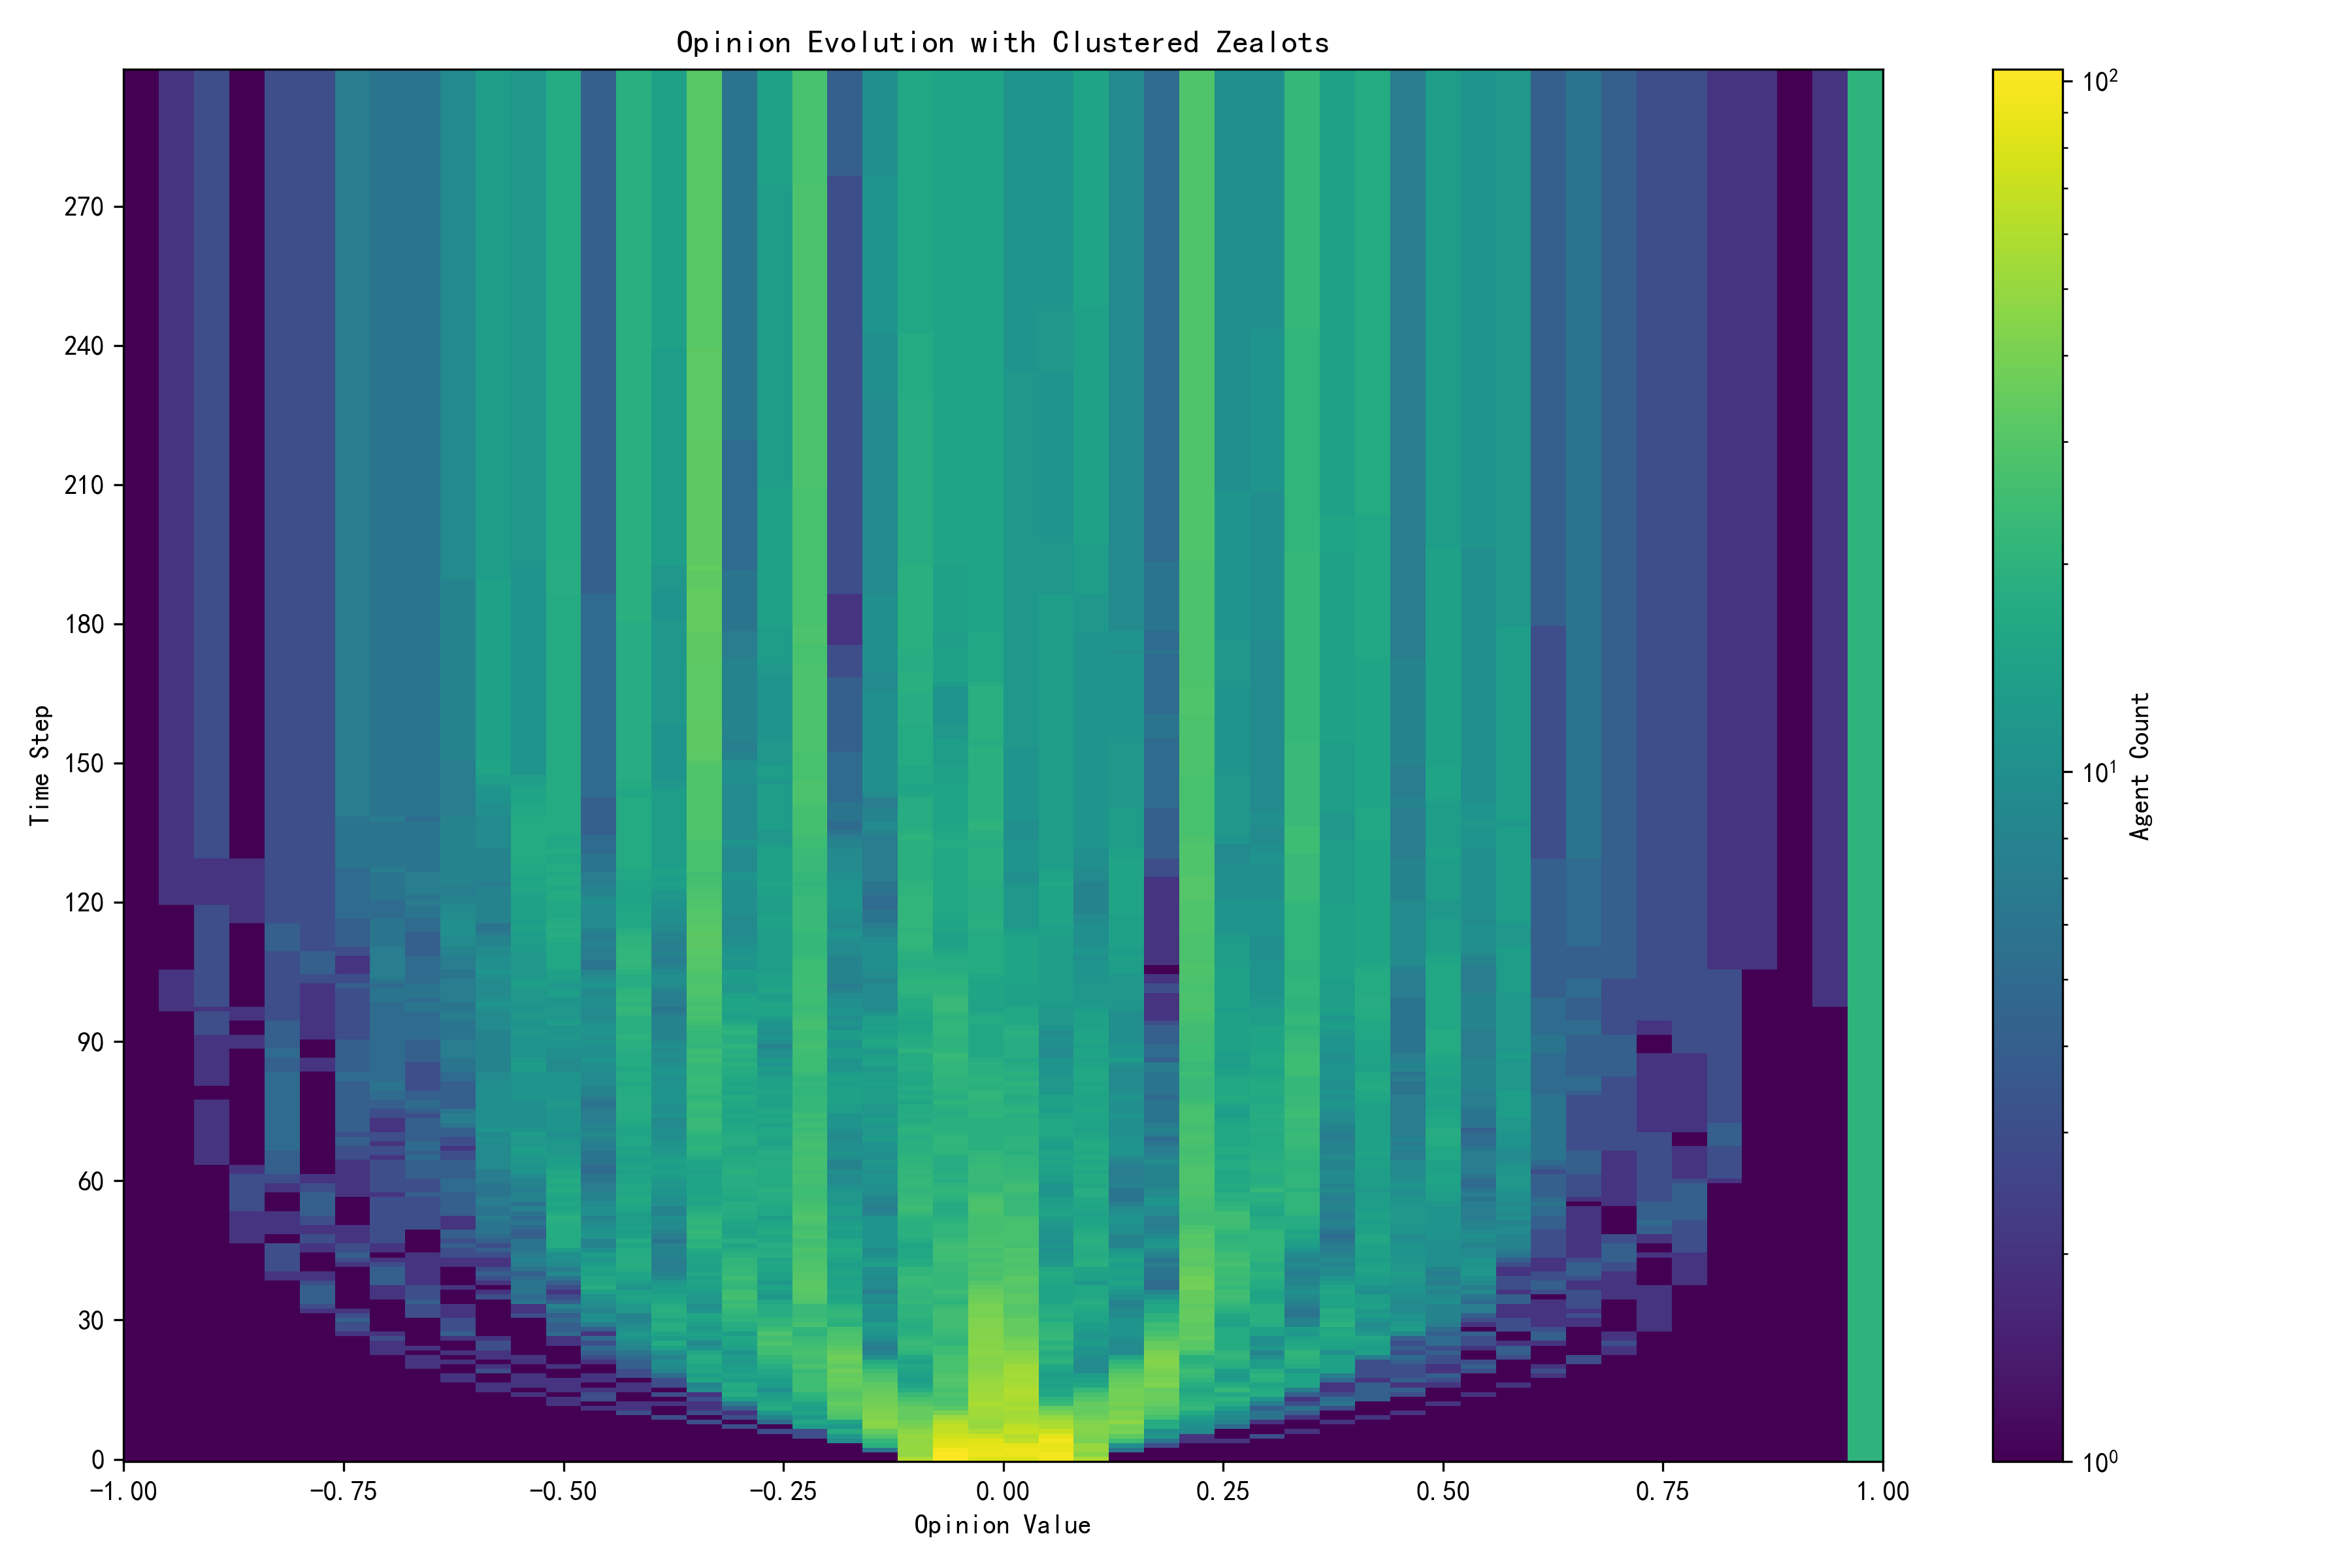 Opinion Evolution with Clustered Zealots
270
240
210
180
150
120
90
60
30
0
Time Step
−1.00 −0.75 −0.50 −0.25 0.00 0.25 0.50 0.75 1.00
Opinion Value
10²
10¹
10⁰
Agent Count